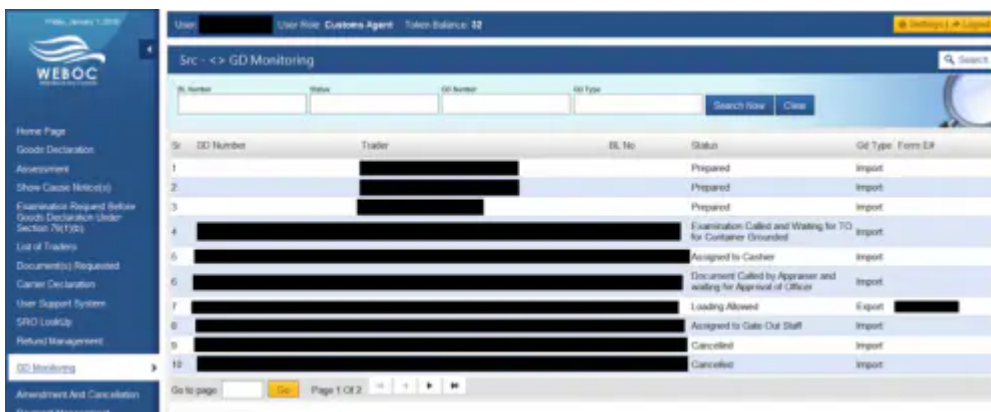 Friday, January 1, 2016
WEBOC
Home Page
Goods Declaration
Assessment
Show Cause Notice(s)
Examination Request Before
Goods Declaration Under
Section 79(1)(b)
List of Traders
Document(s) Requested
Carrier Declaration
User Support System
SRO LookUp
Refund Management
GD Monitoring
Amendment And Cancellation
User: User Role: Customs Agent Token Balance: 32
Settings | Logout
Src - <> GD Monitoring
Search
BL Number Status GD Number Gd Type
Search Now Clear
Sr. GD Number Trader BL No Status Gd Type Form E#
1 Prepared Import
2 Prepared Import
3 Prepared Import
4 Examination Called and Waiting for TO for Container Grounded Import
5 Assigned to Cashier Import
6 Document Called by Appraiser and waiting for Approval of Officer Import
7 Loading Allowed Export
8 Assigned to Gate Out Staff Import
9 Cancelled Import
10 Cancelled Import
Go to page Go Page 1 Of 2